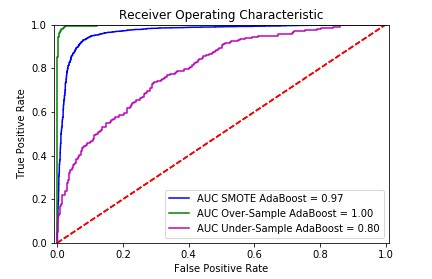 Receiver Operating Characteristic
1.0
0.8
0.6
0.4
0.2
0.0
True Positive Rate
AUC SMOTE AdaBoost = 0.97
AUC Over-Sample AdaBoost = 1.00
AUC Under-Sample AdaBoost = 0.80
0.0 0.2 0.4 0.6 0.8 1.0
False Positive Rate